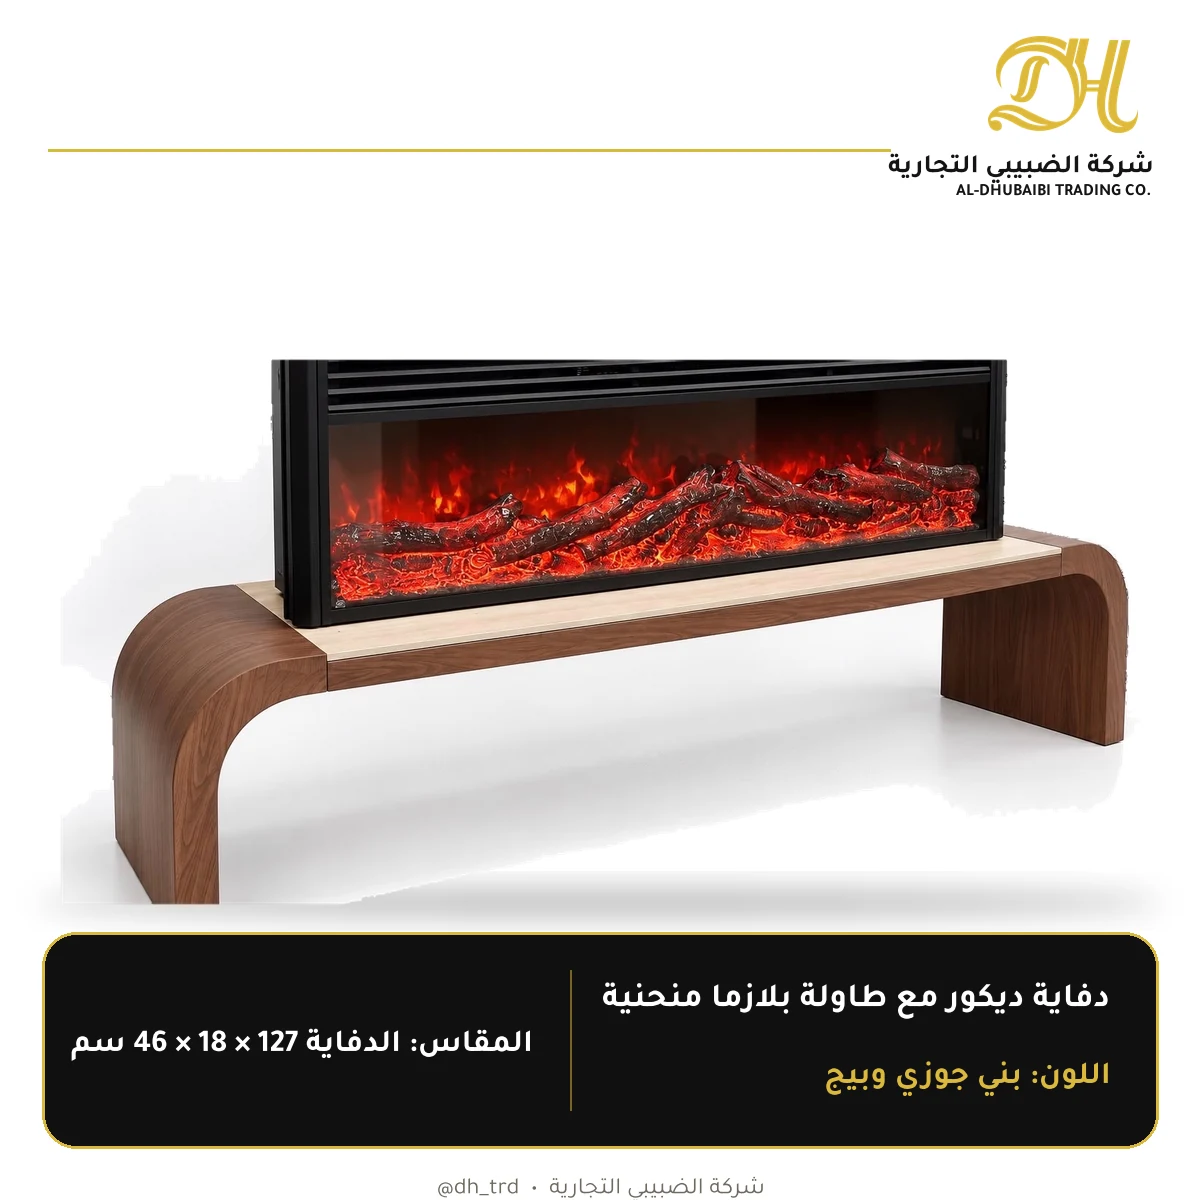 DH
شركة الضبيبي التجارية
AL-DHUBAIBI TRADING CO.
دفاية ديكور مع طاولة بلازما منحنية
اللون: بني جوزي وبيج
المقاس: الدفاية 127 × 18 × 46 سم
شركة الضبيبي التجارية • @dh_trd